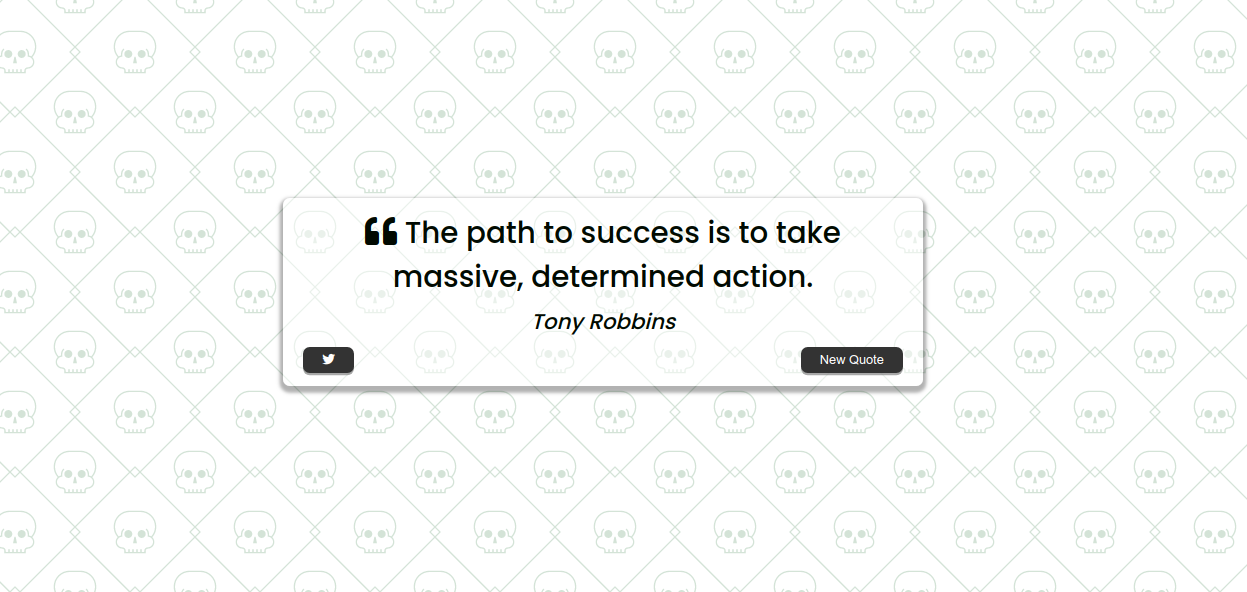 The path to success is to take
massive, determined action.
Tony Robbins
New Quote